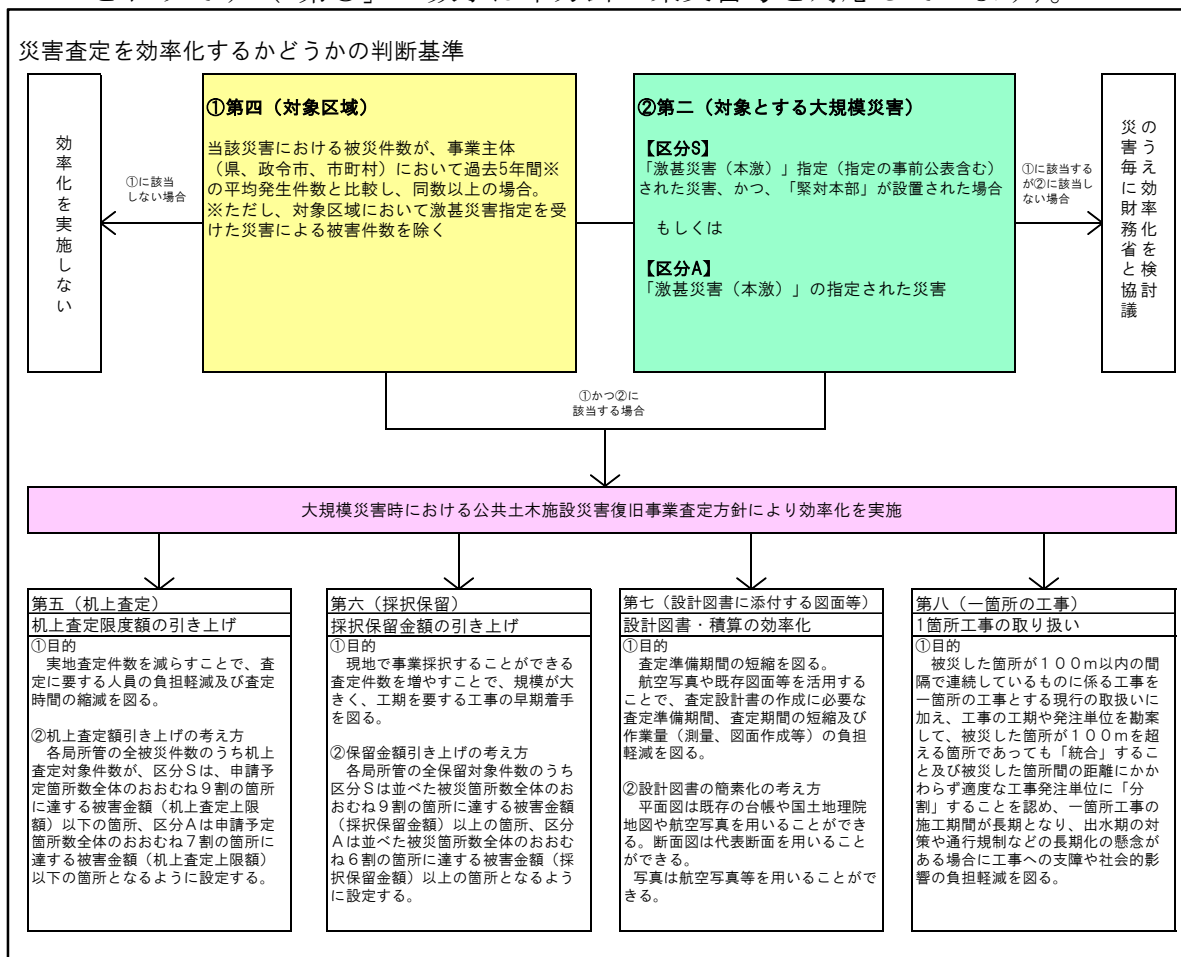 災害査定を効率化するかどうかの判断基準
効率化を実施しない
①に該当
しない場合
①第四（対象区域）
当該災害における被災件数が、事業主体
（県、政令市、市町村）において過去5年間※
の平均発生件数と比較し、同数以上の場合。
※ただし、対象区域において激甚災害指定を受
けた災害による被害件数を除く
②第二（対象とする大規模災害）
【区分S】
「激甚災害（本激）」指定（指定の事前公表含む）
された災害、かつ、「緊対本部」が設置された場合
もしくは
【区分A】
「激甚災害（本激）」の指定された災害
①に該当する
が②に該当し
ない場合
災害毎に財務省と協議
のうえ効率化を検討
①かつ②に
該当する場合
大規模災害時における公共土木施設災害復旧事業査定方針により効率化を実施
第五（机上査定）
机上査定限度額の引き上げ
①目的
実地査定件数を減らすことで、査
定に要する人員の負担軽減及び査定
時間の縮減を図る。
②机上査定額引き上げの考え方
各局所管の全被災件数のうち机上
査定対象件数が、区分Ｓは、申請予
定箇所数全体のおおむね９割の箇所
に達する被害金額（机上査定上限
額）以下の箇所、区分Ａは申請予定
箇所数全体のおおむね７割の箇所
に達する被害金額（机上査定上限額）
以下の箇所となるように設定する。
第六（採択保留）
採択保留金額の引き上げ
①目的
現地で事業採択することができる
査定件数を増やすことで、規模が大
きく、工期を要する工事の早期着手
を図る。
②保留金額引き上げの考え方
各局所管の全保留対象件数のうち
区分Ｓは並べた被災箇所数全体のお
おむね９割の箇所に達する被害金額
（採択保留金額）以上の箇所、区分
Ａは並べた被災箇所数全体のおおむ
ね６割の箇所に達する被害金額（採
択保留金額）以上の箇所となるよう
に設定する。
第七（設計図書に添付する図面等）
設計図書・積算の効率化
①目的
査定準備期間の短縮を図る。
航空写真や既存図面等を活用する
ことで、査定設計書の作成に必要な
査定準備期間、査定期間の短縮及び
作業量（測量、図面作成等）の負担
軽減を図る。
②設計図書の簡素化の考え方
平面図は既存の台帳や国土地理院
地図や航空写真を用いることができ
る。断面図は代表断面を用いること
ができる。
写真は航空写真等を用いることがで
きる。
第八（一箇所の工事）
1箇所工事の取り扱い
①目的
被災した箇所が１００ｍ以内の間
隔で連続しているものに係る工事を
一箇所の工事とする現行の取扱いに
加え、工事の工期や発注単位を勘案
して、被災した箇所が１００ｍを超
える箇所であっても「統合」するこ
と及び被災した箇所間の距離にかか
わらず適度な工事発注単位に「分
割」することを認め、一箇所工事の
施工期間が長期となり、出水期の対
策や通行規制などの長期化の懸念が
ある場合に工事への支障や社会的影
響の負担軽減を図る。